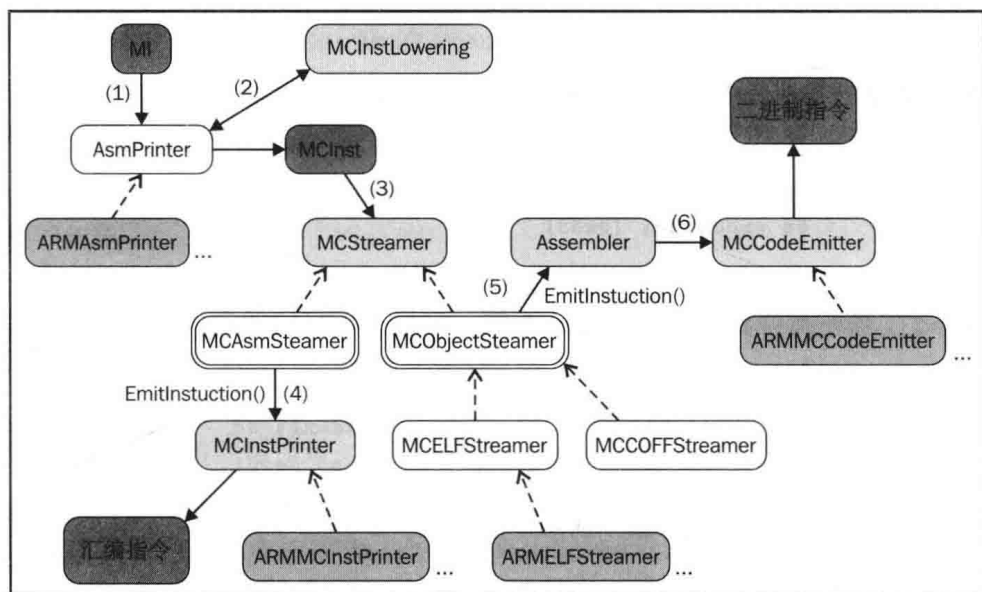 MI
MCInstLowering
(1)
(2)
二进制指令
AsmPrinter
MCInst
(3)
ARMAsmPrinter
...
MCStreamer
Assembler
(6)
MCCodeEmitter
(5)
EmitInstuction()
MCAsmSteamer
MCObjectSteamer
ARMMCCodeEmitter
...
EmitInstuction()
(4)
MCInstPrinter
MCELFStreamer
MCCOFFStreamer
汇编指令
ARMMCInstPrinter
...
ARMELFStreamer
...